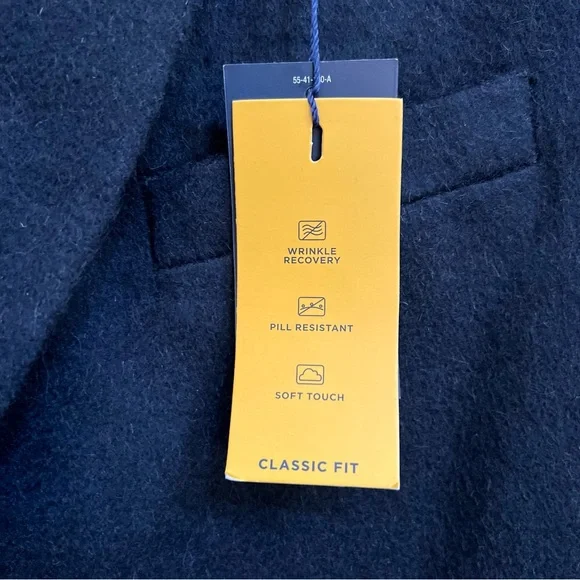 WRINKLE
RECOVERY
PILL RESISTANT
SOFT TOUCH
CLASSIC FIT